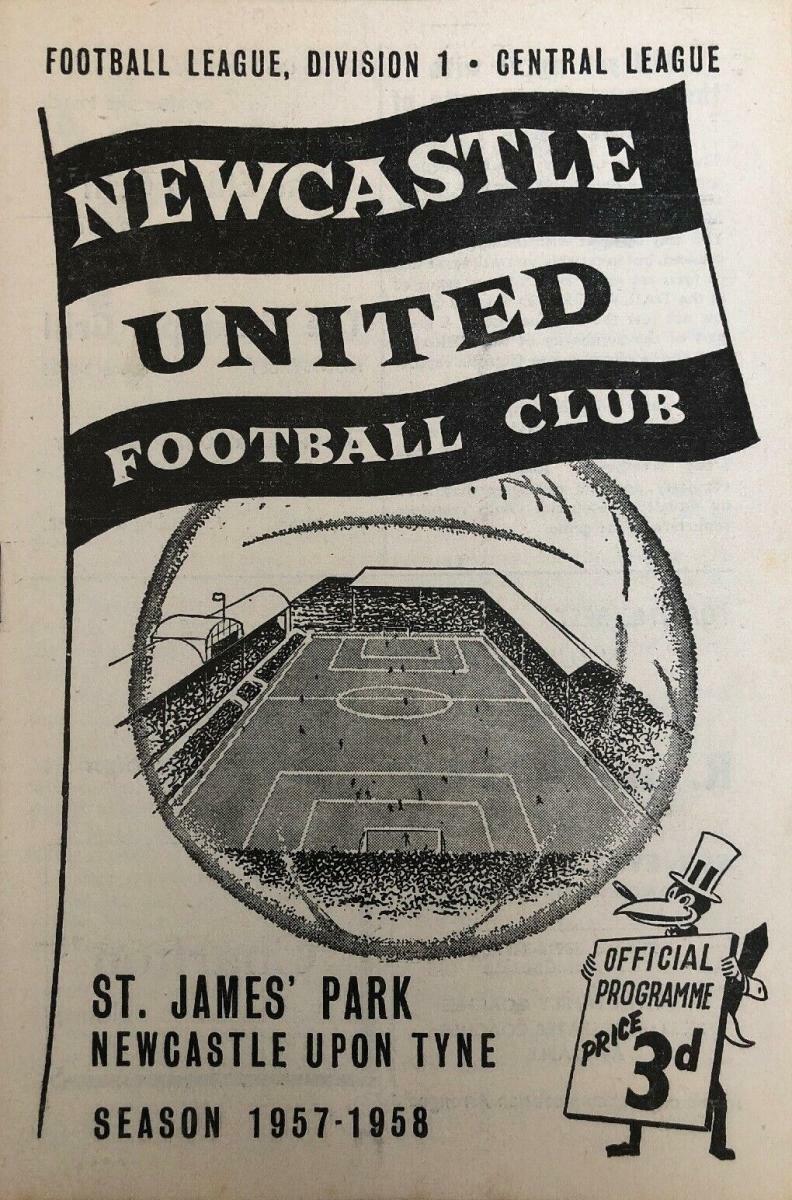 FOOTBALL LEAGUE, DIVISION 1 • CENTRAL LEAGUE
NEWCASTLE
UNITED
FOOTBALL CLUB
OFFICIAL
PROGRAMME
PRICE
3d
ST. JAMES' PARK
NEWCASTLE UPON TYNE
SEASON 1957-1958